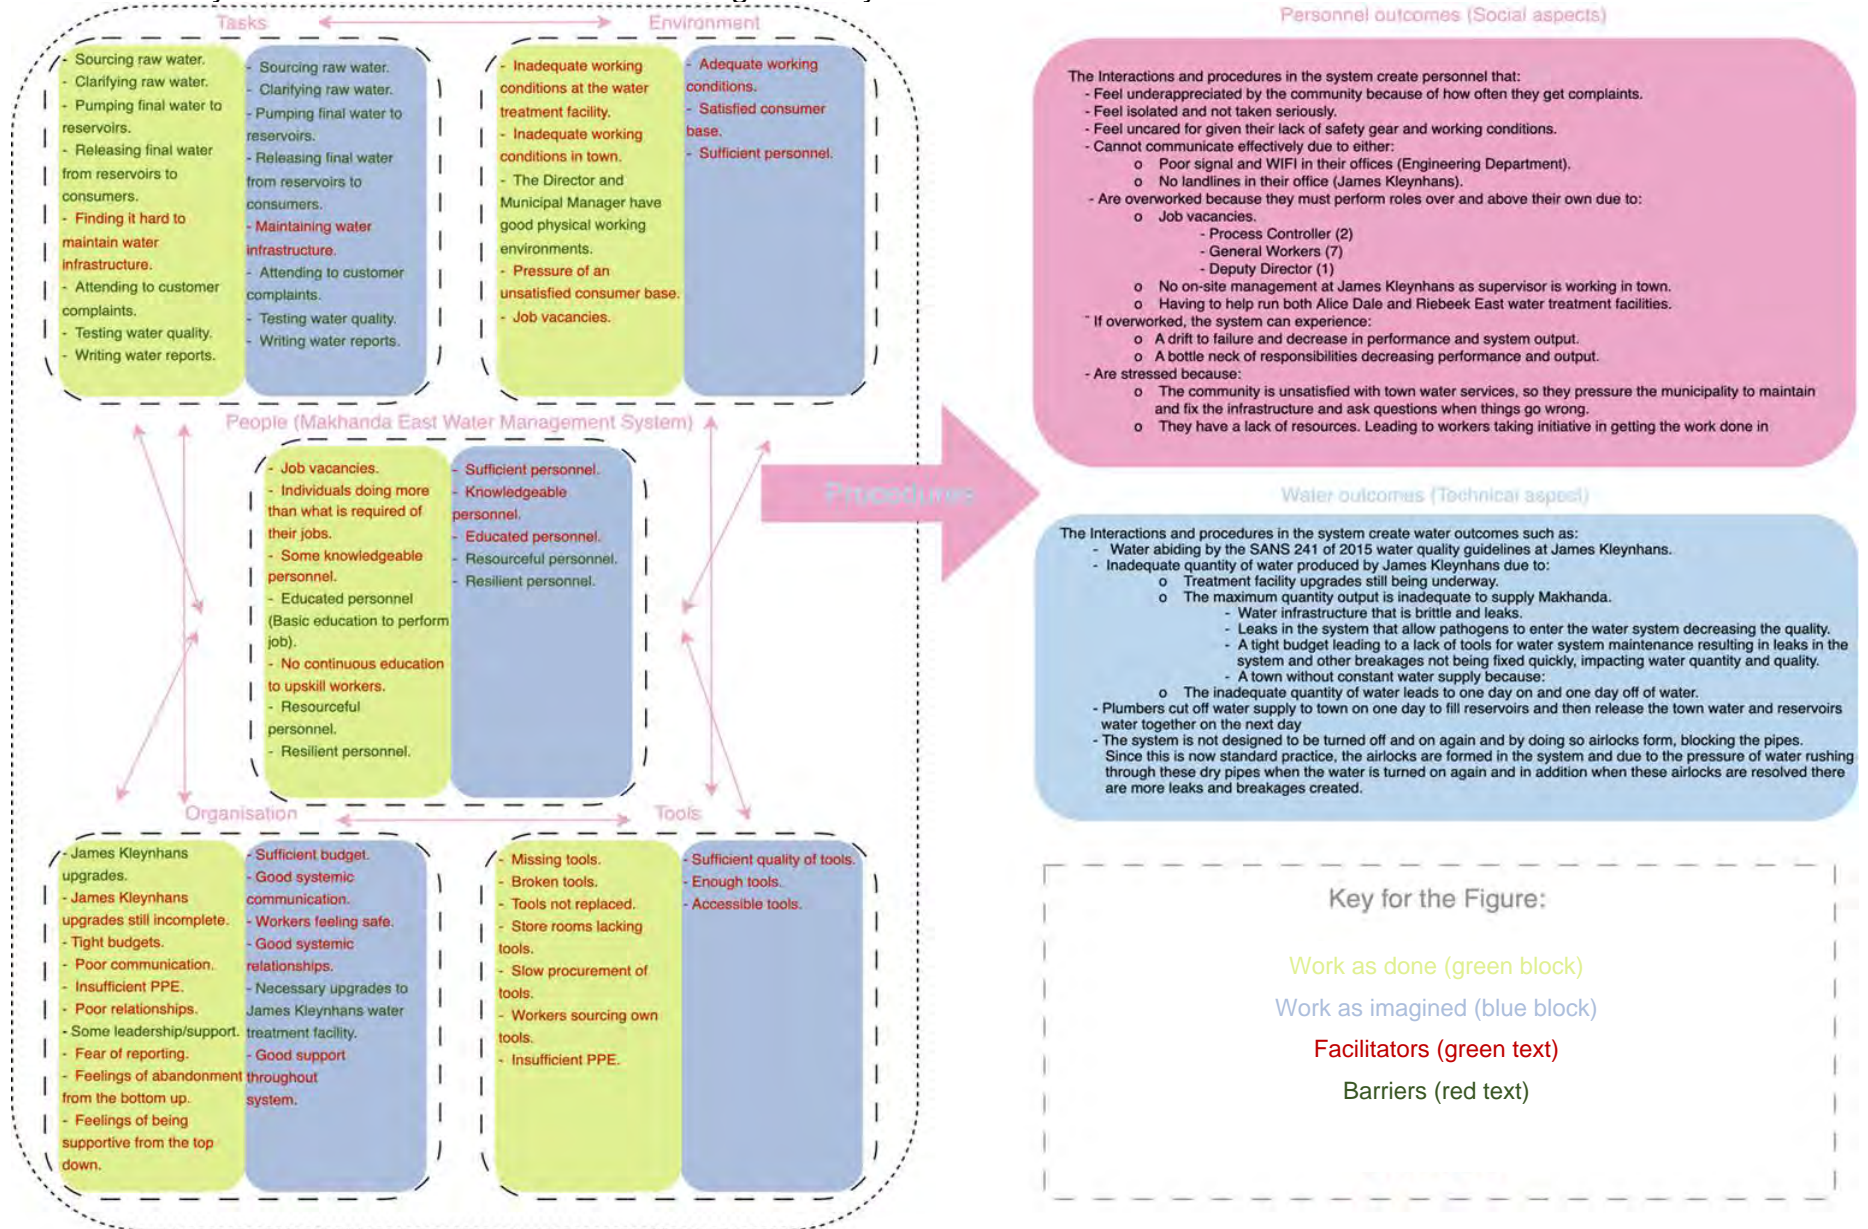 Tasks
Environment
- Sourcing raw water.
- Clarifying raw water.
- Pumping final water to
reservoirs.
- Releasing final water
from reservoirs to
consumers.
- Finding it hard to
maintain water
infrastructure.
- Attending to customer
complaints.
- Testing water quality.
- Writing water reports.
- Sourcing raw water.
- Clarifying raw water.
- Pumping final water to
reservoirs.
- Releasing final water
from reservoirs to
consumers.
- Maintaining water
infrastructure.
- Attending to customer
complaints.
- Testing water quality.
- Writing water reports.
- Inadequate working
conditions at the water
treatment facility.
- Inadequate working
conditions in town.
- The Director and
Municipal Manager have
good physical working
environments.
- Pressure of an
unsatisfied consumer base.
- Job vacancies.
- Adequate working
conditions.
- Satisfied consumer
base.
- Sufficient personnel.
People (Makhanda East Water Management System)
- Job vacancies.
- Individuals doing more
than what is required of
their jobs.
- Some knowledgeable
personnel.
- Educated personnel
(Basic education to perform
job).
- No continuous education
to upskill workers.
- Resourceful
personnel.
- Resilient personnel.
- Sufficient personnel.
- Knowledgeable
personnel.
- Educated personnel.
- Resourceful personnel.
- Resilient personnel.
Organisation
Tools
- James Kleynhans
upgrades.
- James Kleynhans
upgrades still incomplete.
- Tight budgets.
- Poor communication.
- Insufficient PPE.
- Poor relationships.
- Some leadership/support.
- Fear of reporting.
- Feelings of abandonment
from the bottom up.
- Feelings of being
supportive from the top
down.
- Sufficient budget.
- Good systemic
communication.
- Workers feeling safe.
- Good systemic
relationships.
- Necessary upgrades to
James Kleynhans water
treatment facility.
- Good support
throughout
system.
- Missing tools.
- Broken tools.
- Tools not replaced.
- Store rooms lacking
tools.
- Slow procurement of
tools.
- Workers sourcing own
tools.
- Insufficient PPE.
- Sufficient quality of tools.
- Enough tools.
- Accessible tools.
Procedures
Personnel outcomes (Social aspects)
The Interactions and procedures in the system create personnel that:
- Feel underappreciated by the community because of how often they get complaints.
- Feel isolated and not taken seriously.
- Feel uncared for given their lack of safety gear and working conditions.
- Cannot communicate effectively due to either:
o Poor signal and WIFI in their offices (Engineering Department).
o No landlines in their office (James Kleynhans).
- Are overworked because they must perform roles over and above their own due to:
o Job vacancies.
- Process Controller (2)
- General Workers (7)
- Deputy Director (1)
o No on-site management at James Kleynhans as supervisor is working in town.
o Having to help run both Alice Dale and Riebeek East water treatment facilities.
¨ If overworked, the system can experience:
o A drift to failure and decrease in performance and system output.
o A bottle neck of responsibilities decreasing performance and output.
- Are stressed because:
o The community is unsatisfied with town water services, so they pressure the municipality to maintain
and fix the infrastructure and ask questions when things go wrong.
o They have a lack of resources. Leading to workers taking initiative in getting the work done in
Water outcomes (Technical aspect)
The Interactions and procedures in the system create water outcomes such as:
- Water abiding by the SANS 241 of 2015 water quality guidelines at James Kleynhans.
- Inadequate quantity of water produced by James Kleynhans due to:
o Treatment facility upgrades still being underway.
o The maximum quantity output is inadequate to supply Makhanda.
- Water infrastructure that is brittle and leaks.
- Leaks in the system that allow pathogens to enter the water system decreasing the quality.
- A tight budget leading to a lack of tools for water system maintenance resulting in leaks in the
system and other breakages not being fixed quickly, impacting water quantity and quality.
- A town without constant water supply because:
o The inadequate quantity of water leads to one day on and one day off of water.
- Plumbers cut off water supply to town on one day to fill reservoirs and then release the town water and reservoirs
water together on the next day
- The system is not designed to be turned off and on again and by doing so airlocks form, blocking the pipes.
Since this is now standard practice, the airlocks are formed in the system and due to the pressure of water rushing
through these dry pipes when the water is turned on again and in addition when these airlocks are resolved there
are more leaks and breakages created.
Key for the Figure:
Work as done (green block)
Work as imagined (blue block)
Facilitators (green text)
Barriers (red text)